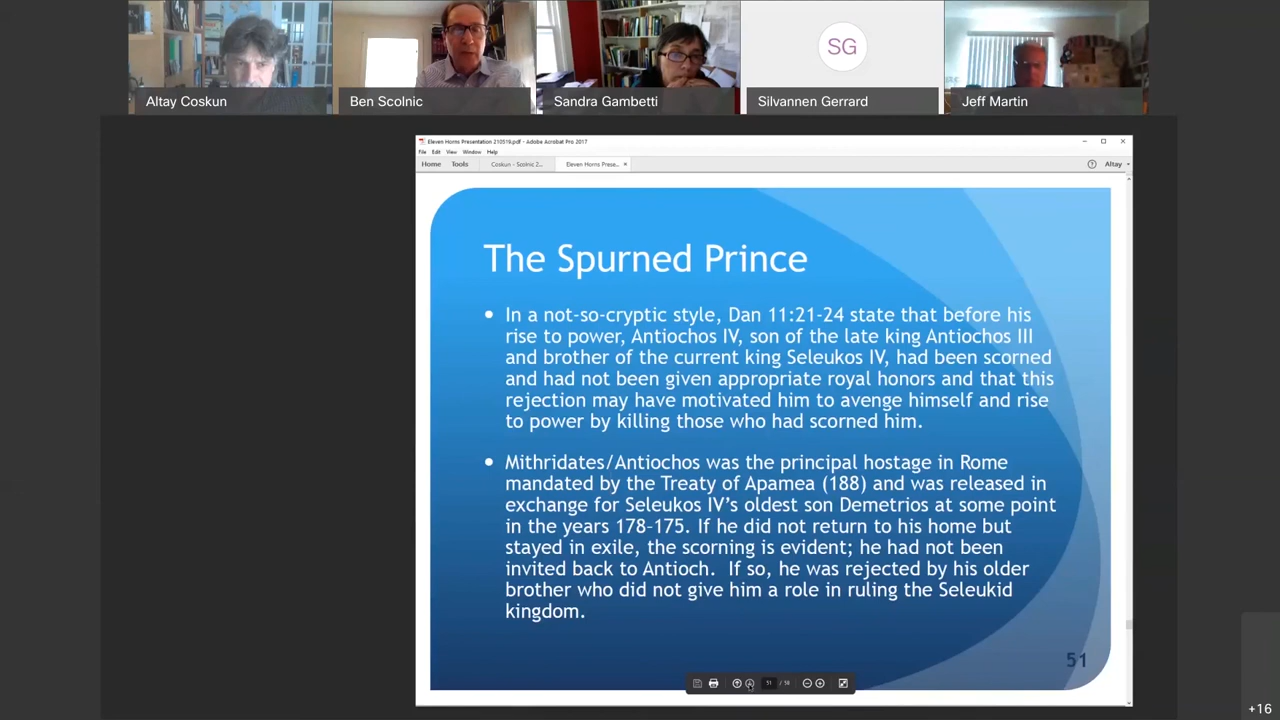 SG
Altay Coskun
Ben Scolnic
Sandra Gambetti
Silvannen Gerrard
Jeff Martin
Eleven Horns Presentation 210519.pdf - Adobe Acrobat Pro 2017
File Edit View Window Help
Home Tools Coskun - Scolnic 2... Eleven Horns Prese... × Altay
The Spurned Prince
• In a not-so-cryptic style, Dan 11:21-24 state that before his
rise to power, Antiochos IV, son of the late king Antiochos III
and brother of the current king Seleukos IV, had been scorned
and had not been given appropriate royal honors and that this
rejection may have motivated him to avenge himself and rise
to power by killing those who had scorned him.
• Mithridates/Antiochos was the principal hostage in Rome
mandated by the Treaty of Apamea (188) and was released in
exchange for Seleukos IV's oldest son Demetrios at some point
in the years 178-175. If he did not return to his home but
stayed in exile, the scorning is evident; he had not been
invited back to Antioch. If so, he was rejected by his older
brother who did not give him a role in ruling the Seleukid
kingdom.
51
51 / 58
+16